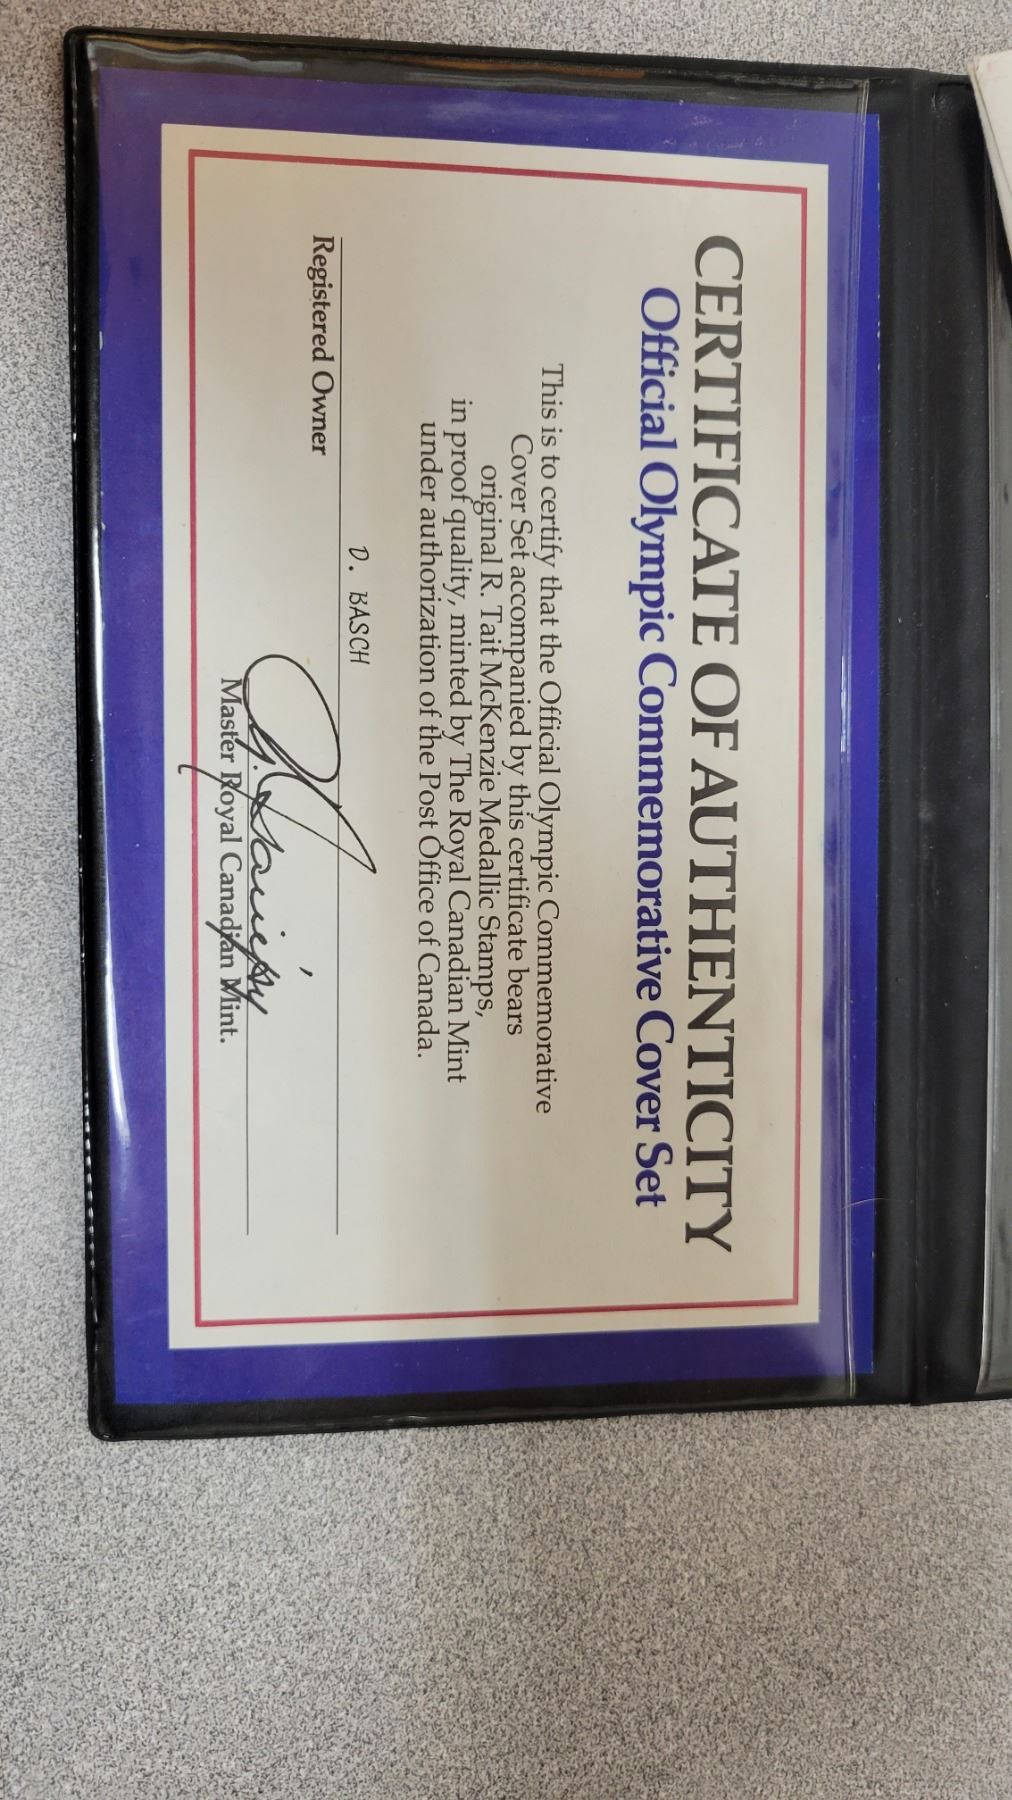 CERTIFICATE OF AUTHENTICITY
Official Olympic Commemorative Cover Set
This is to certify that the Official Olympic Commemorative
Cover Set accompanied by this certificate bears
original R. Tait McKenzie Medallic Stamps,
in proof quality, minted by The Royal Canadian Mint
under authorization of the Post Office of Canada.
D. BASCH
Registered Owner
Master Royal Canadian Mint.